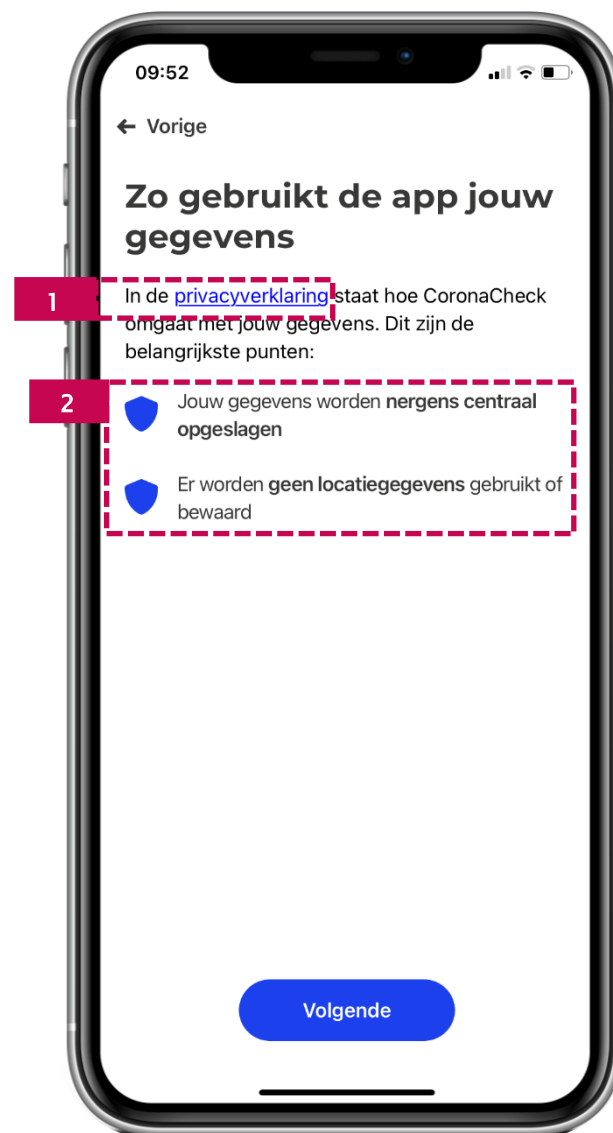 09:52
← Vorige
Zo gebruikt de app jouw
gegevens
1
In de privacyverklaring staat hoe CoronaCheck
omgaat met jouw gegevens. Dit zijn de
belangrijkste punten:
2
Jouw gegevens worden nergens centraal
opgeslagen
Er worden geen locatiegegevens gebruikt of
bewaard
Volgende